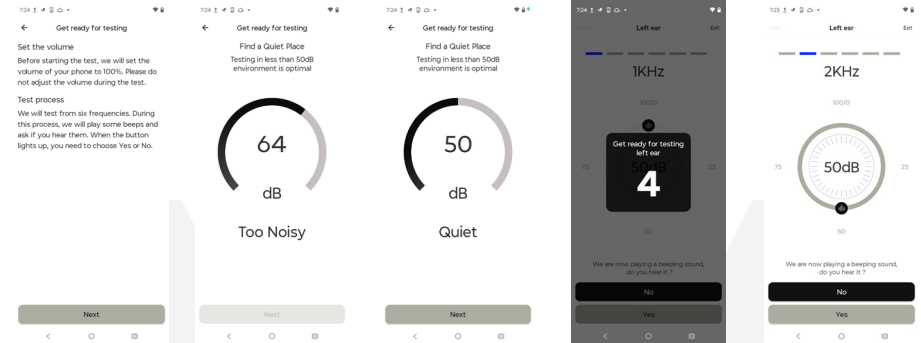 7:24
Get ready for testing
Set the volume
Before starting the test, we will set the
volume of your phone to 100%. Please do
not adjust the volume during the test.
Test process
We will test from six frequencies. During
this process, we will play some beeps and
ask if you hear them. When the button
lights up, you need to choose Yes or No.
Next
7:24
Get ready for testing
Find a Quiet Place
Testing in less than 50dB
environment is optimal
64
dB
Too Noisy
Next
7:24
Get ready for testing
Find a Quiet Place
Testing in less than 50dB
environment is optimal
50
dB
Quiet
Next
7:24
Left ear
Exit
1KHz
100/0
Get ready for testing
left ear
4
75
25
50
We are now playing a beeping sound,
do you hear it ?
No
Yes
7:25
Left ear
Exit
2KHz
100/0
75
50dB
25
50
We are now playing a beeping sound,
do you hear it ?
No
Yes